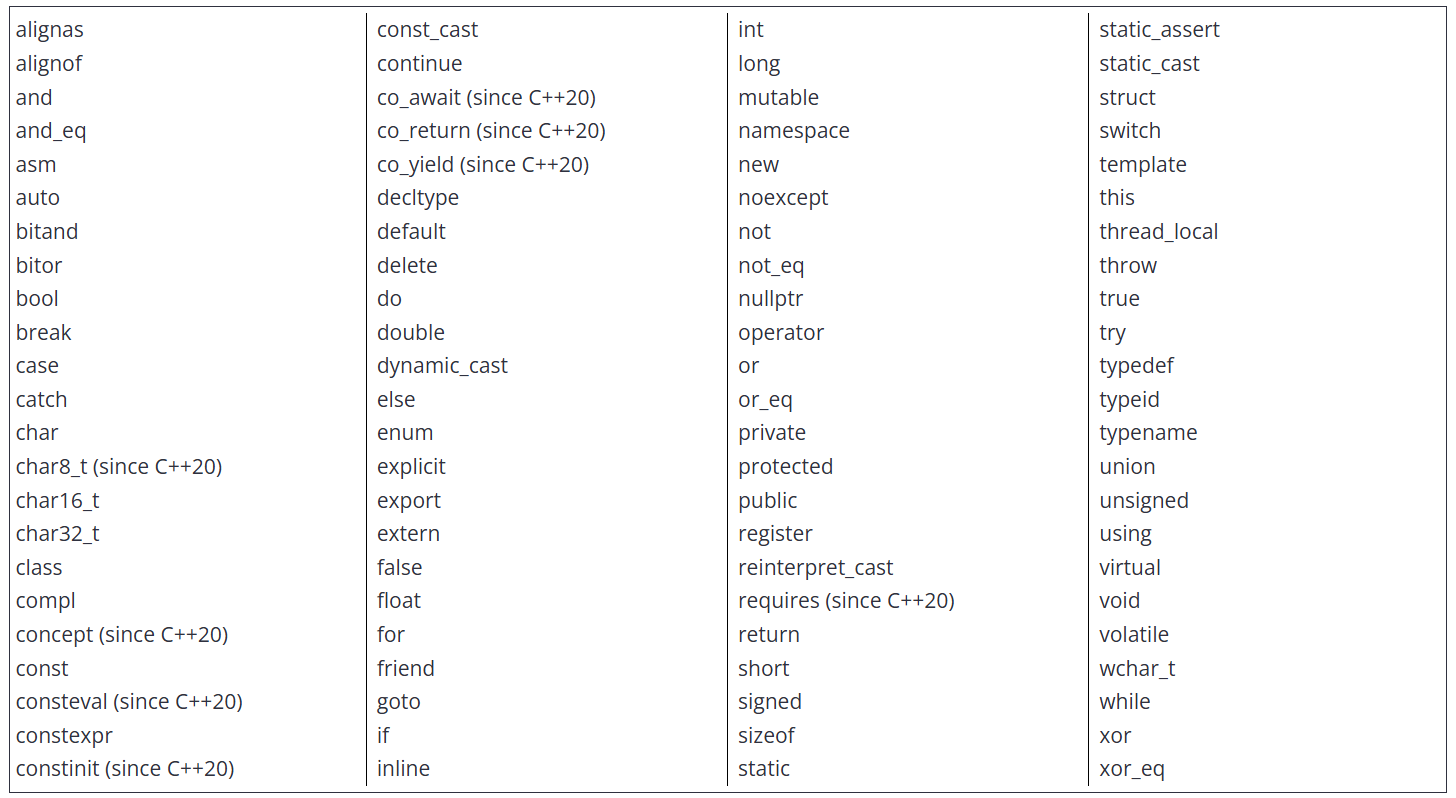 alignas
alignof
and
and_eq
asm
auto
bitand
bitor
bool
break
case
catch
char
char8_t (since C++20)
char16_t
char32_t
class
compl
concept (since C++20)
const
consteval (since C++20)
constexpr
constinit (since C++20)
const_cast
continue
co_await (since C++20)
co_return (since C++20)
co_yield (since C++20)
decltype
default
delete
do
double
dynamic_cast
else
enum
explicit
export
extern
false
float
for
friend
goto
if
inline
int
long
mutable
namespace
new
noexcept
not
not_eq
nullptr
operator
or
or_eq
private
protected
public
register
reinterpret_cast
requires (since C++20)
return
short
signed
sizeof
static
static_assert
static_cast
struct
switch
template
this
thread_local
throw
true
try
typedef
typeid
typename
union
unsigned
using
virtual
void
volatile
wchar_t
while
xor
xor_eq